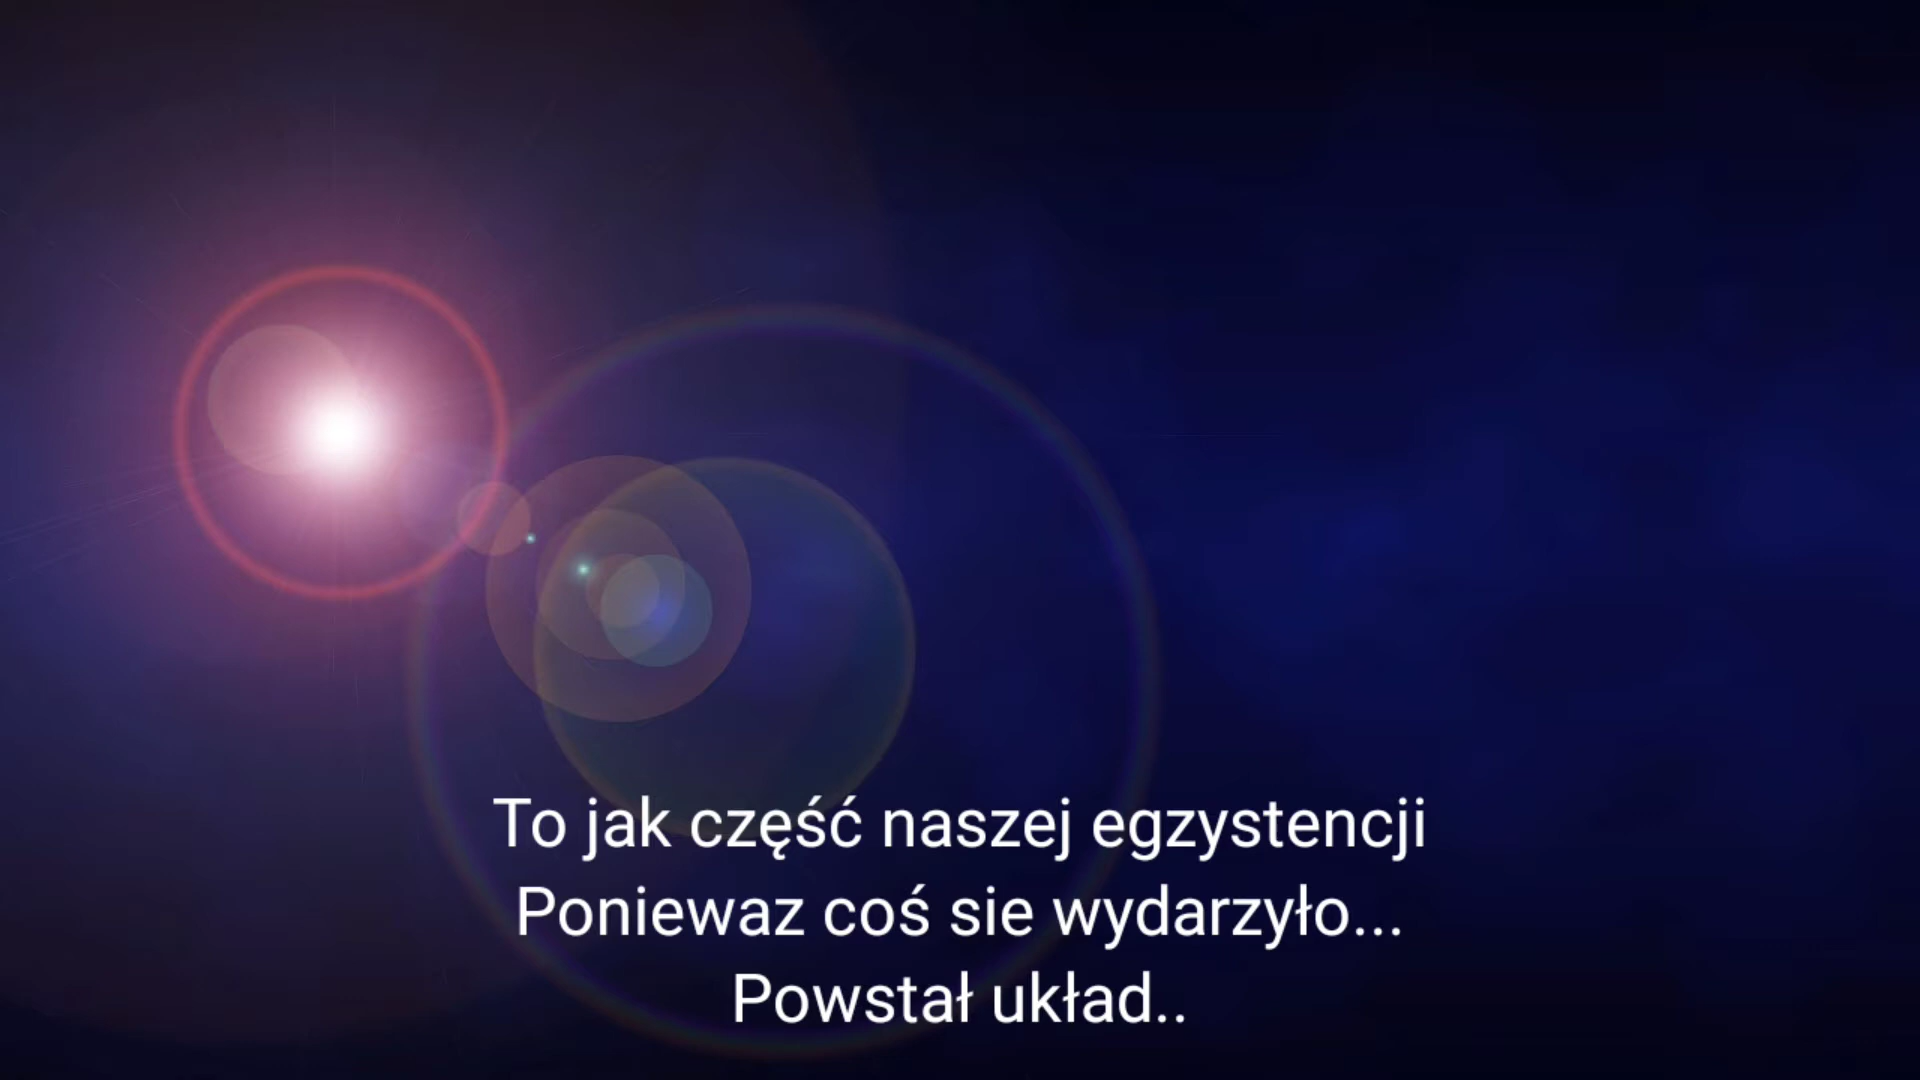 To jak część naszej egzystencji
Poniewaz coś sie wydarzyło...
Powstał układ..